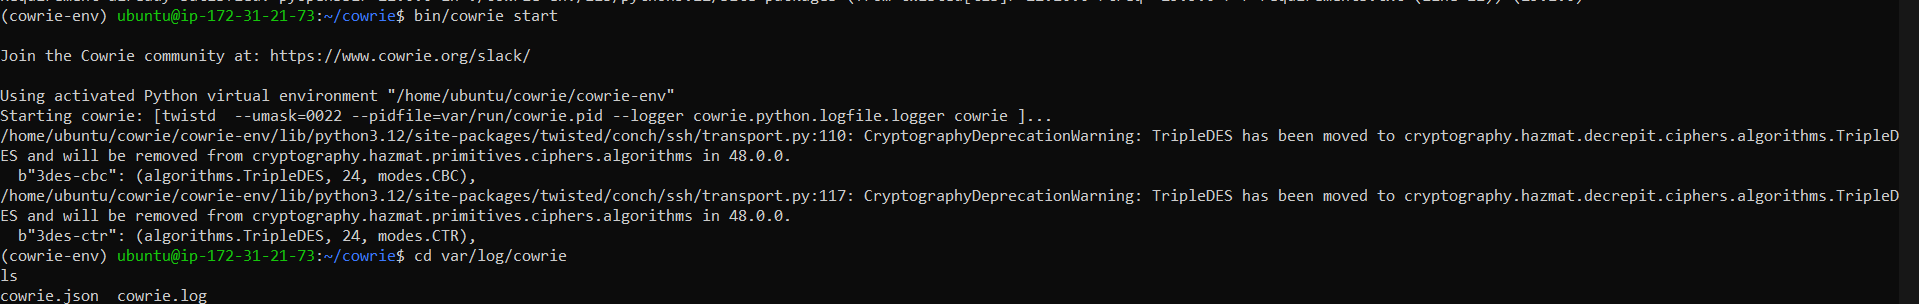 (cowrie-env) ubuntu@ip-172-31-21-73:~/cowrie$ bin/cowrie start
Join the Cowrie community at: https://www.cowrie.org/slack/
Using activated Python virtual environment "/home/ubuntu/cowrie/cowrie-env"
Starting cowrie: [twistd  --umask=0022 --pidfile=var/run/cowrie.pid --logger cowrie.python.logfile.logger cowrie ]...
/home/ubuntu/cowrie/cowrie-env/lib/python3.12/site-packages/twisted/conch/ssh/transport.py:110: CryptographyDeprecationWarning: TripleDES has been moved to cryptography.hazmat.decrepit.ciphers.algorithms.TripleD
ES and will be removed from cryptography.hazmat.primitives.ciphers.algorithms in 48.0.0.
  b"3des-cbc": (algorithms.TripleDES, 24, modes.CBC),
/home/ubuntu/cowrie/cowrie-env/lib/python3.12/site-packages/twisted/conch/ssh/transport.py:117: CryptographyDeprecationWarning: TripleDES has been moved to cryptography.hazmat.decrepit.ciphers.algorithms.TripleD
ES and will be removed from cryptography.hazmat.primitives.ciphers.algorithms in 48.0.0.
  b"3des-ctr": (algorithms.TripleDES, 24, modes.CTR),
(cowrie-env) ubuntu@ip-172-31-21-73:~/cowrie$ cd var/log/cowrie
ls
cowrie.json  cowrie.log